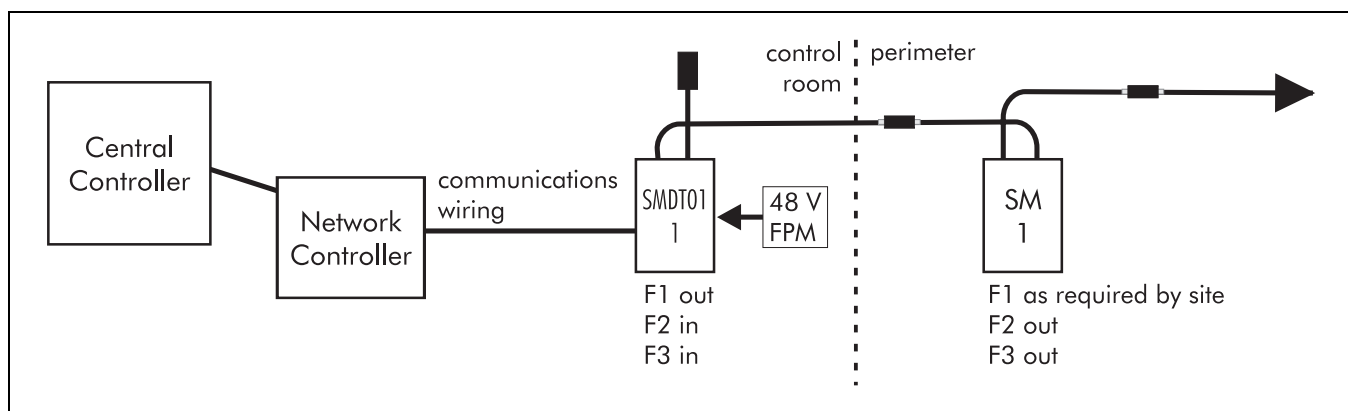 Central
Controller
Network
Controller
communications
wiring
SMDT01
1
48 V
FPM
control
room
perimeter
SM
1
F1 out
F2 in
F3 in
F1 as required by site
F2 out
F3 out